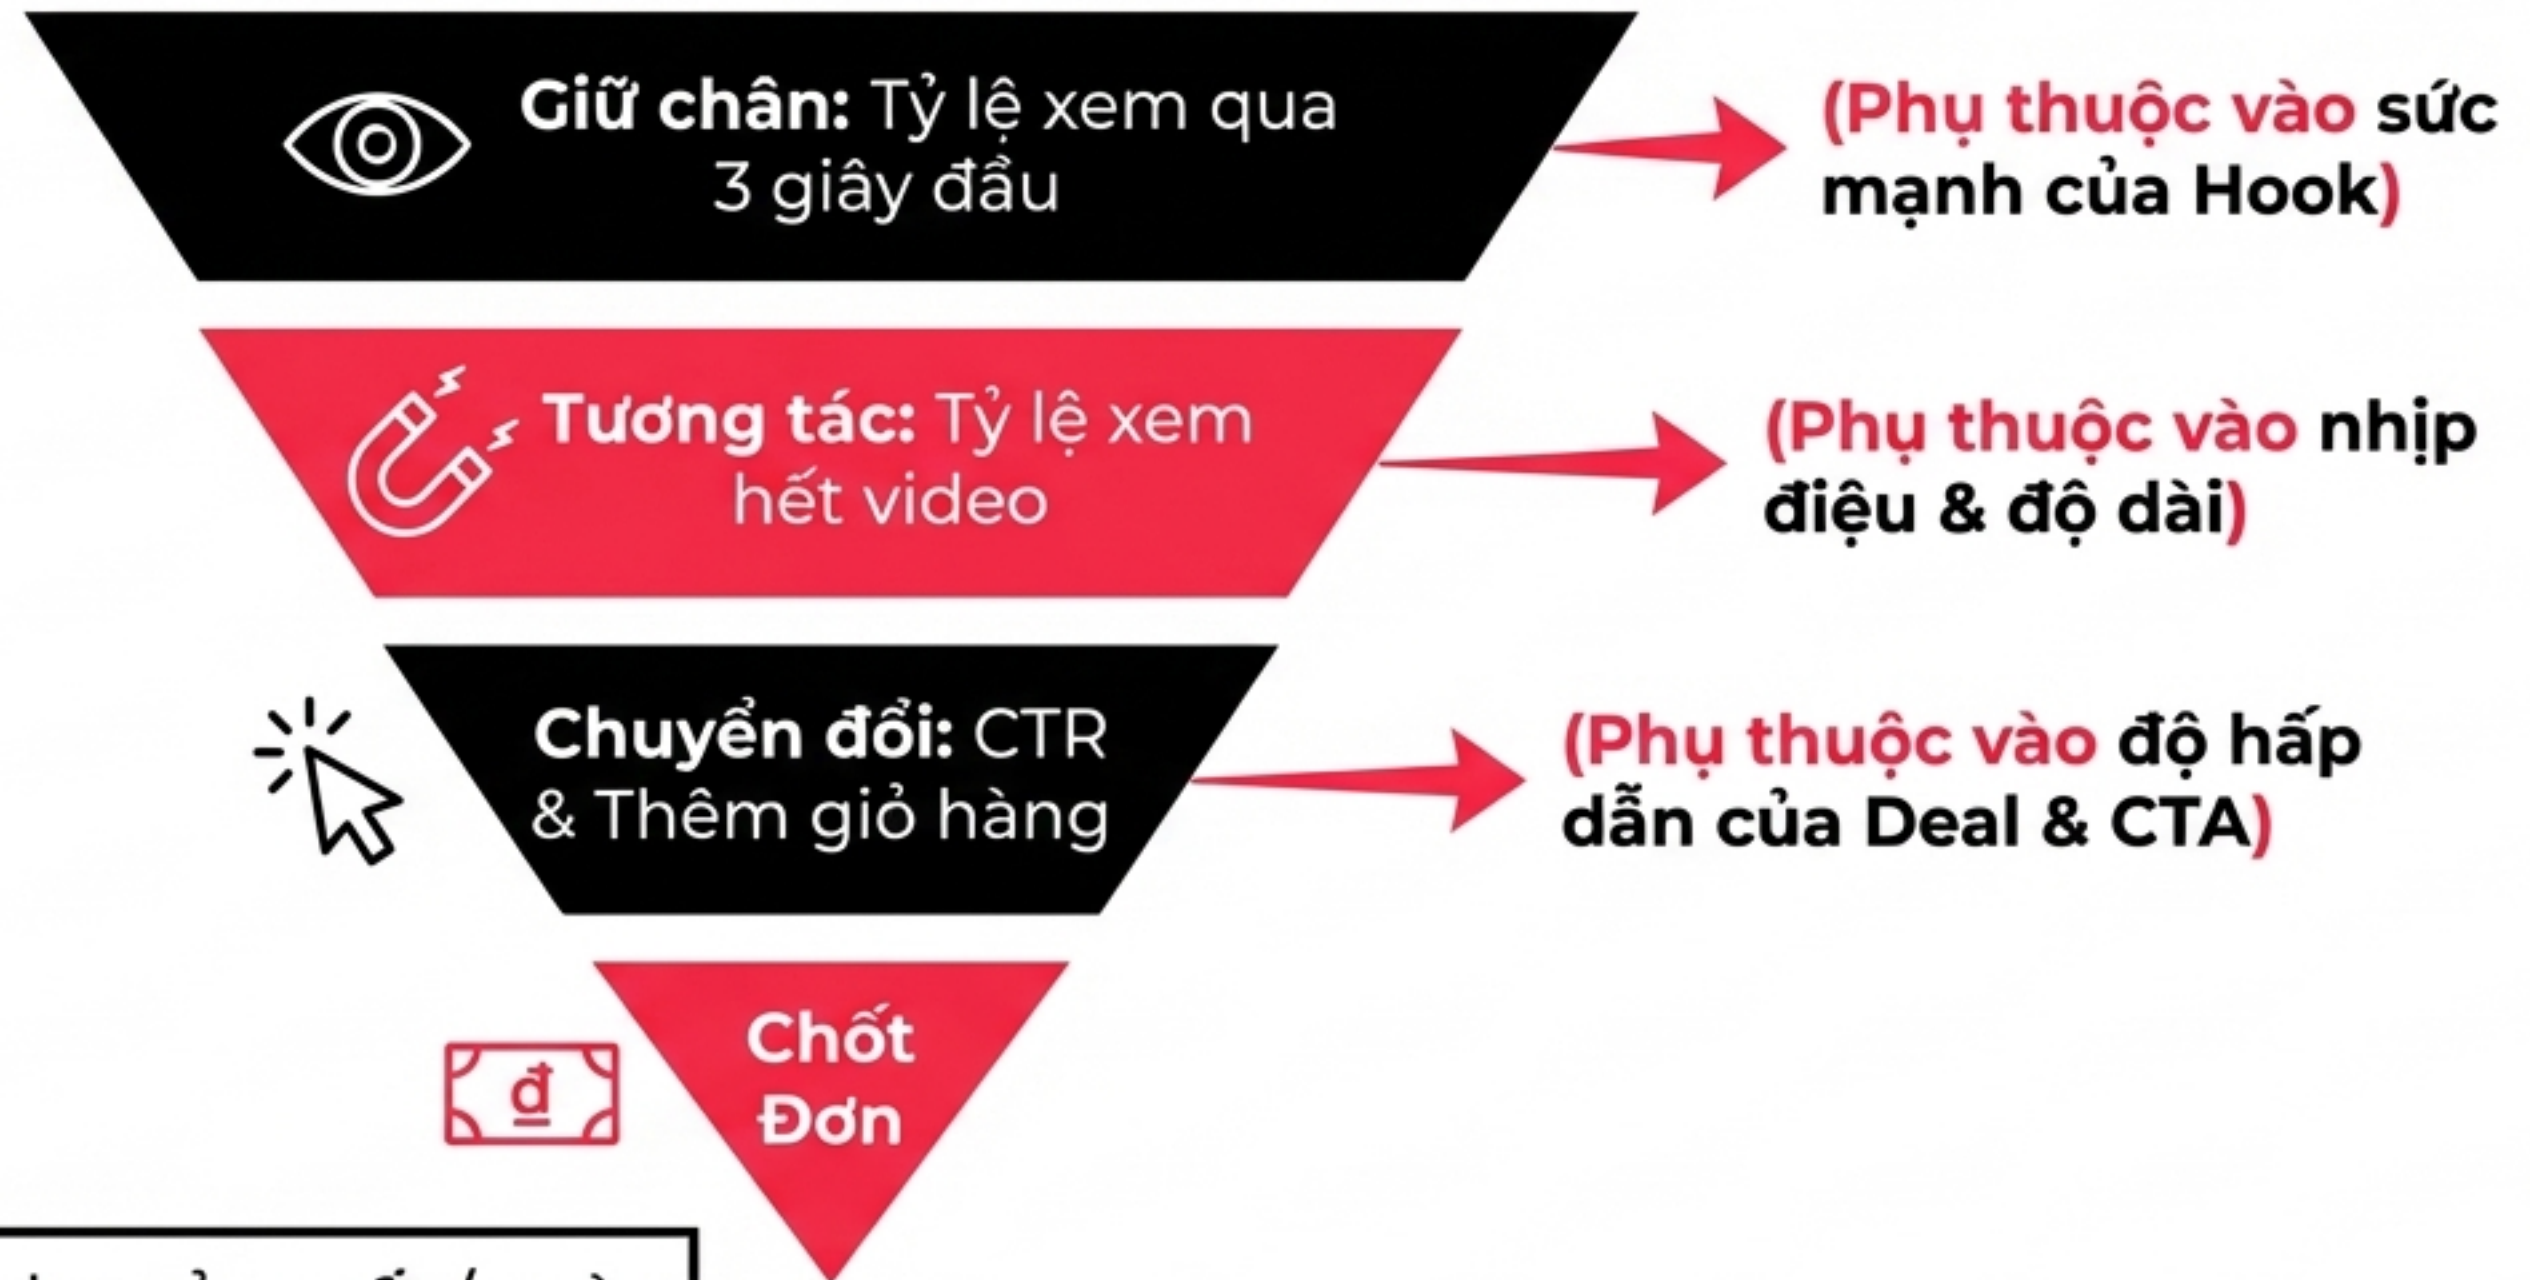 Giữ chân: Tỷ lệ xem qua
3 giây đầu
(Phụ thuộc vào sức
mạnh của Hook)
Tương tác: Tỷ lệ xem
hết video
(Phụ thuộc vào nhịp
điệu & độ dài)
Chuyển đổi: CTR
& Thêm giỏ hàng
(Phụ thuộc vào độ hấp
dẫn của Deal & CTA)
Chốt
Đơn
đ